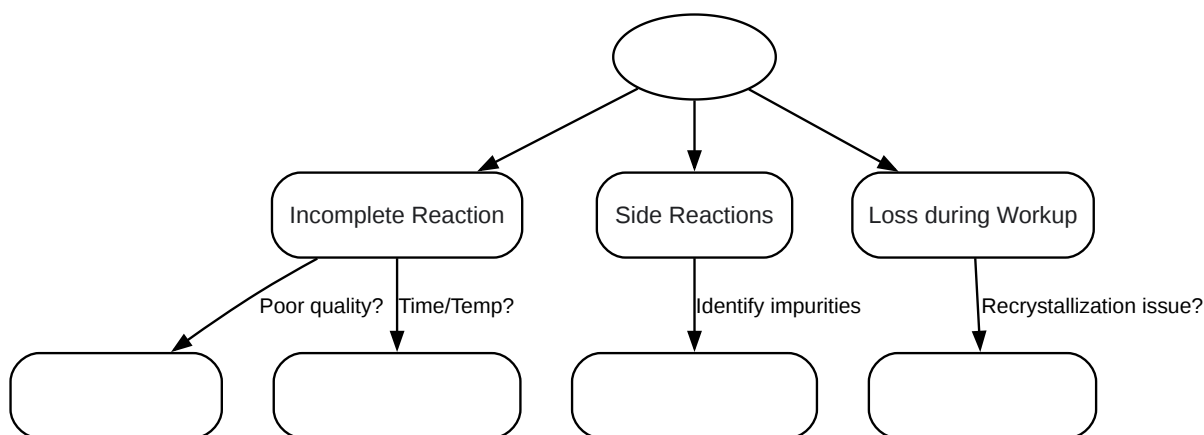 Incomplete Reaction
Side Reactions
Loss during Workup
Poor quality?
Time/Temp?
Identify impurities
Recrystallization issue?